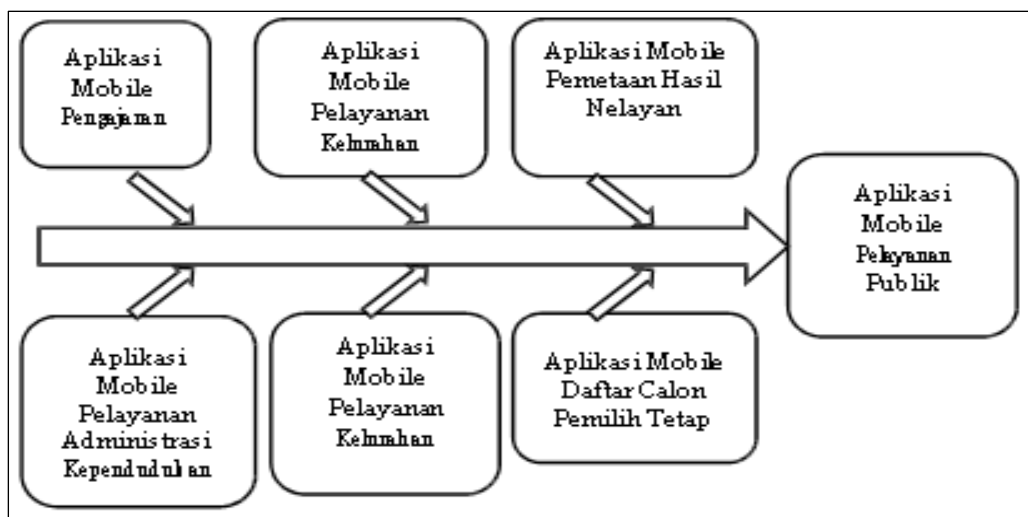 Aplikasi
Mobile
Pengajaran
Aplikasi
Mobile
Pelayanan
Kelurahan
Aplikasi Mobile
Pemetaan Hasil
Nelayan
Aplikasi
Mobile
Pelayanan
Publik
Aplikasi
Mobile
Pelayanan
Administrasi
Kependudukan
Aplikasi
Mobile
Pelayanan
Kelurahan
Aplikasi Mobile
Daftar Calon
Pemilih Tetap